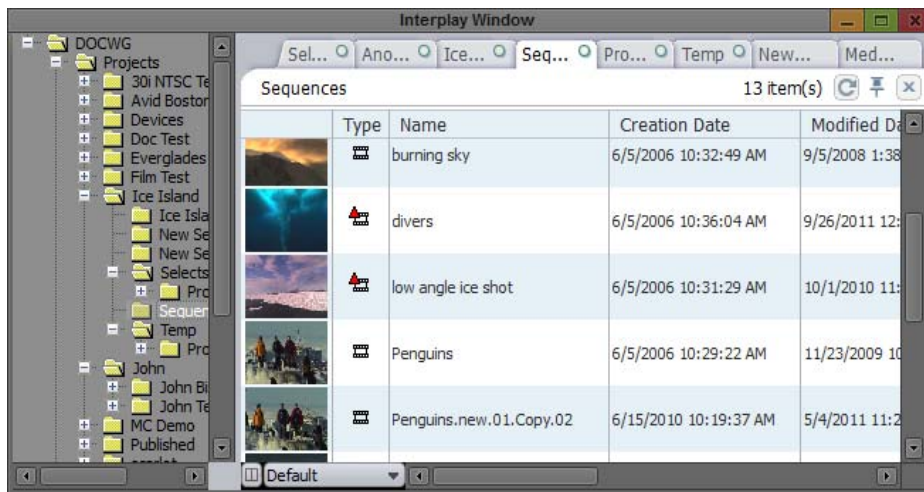 Interplay Window
DOCWG
Projects
30i NTSC Te
Avid Boston
Devices
Doc Test
Everglades
Film Test
Ice Island
Ice Isla
New Se
New Se
Selects
Pro
Sequen
Temp
Pro
John
John Bi
John Te
MC Demo
Published
Sel... Ano... Ice... Seq... Pro... Temp New... Med...
Sequences 13 item(s)
Type Name Creation Date Modified Da
burning sky 6/5/2006 10:32:49 AM 9/5/2008 1:38
divers 6/5/2006 10:36:04 AM 9/26/2011 12:
low angle ice shot 6/5/2006 10:31:29 AM 10/1/2010 11:
Penguins 6/5/2006 10:29:22 AM 11/23/2009 10
Penguins.new.01.Copy.02 6/15/2010 10:19:37 AM 5/4/2011 11:2
Default